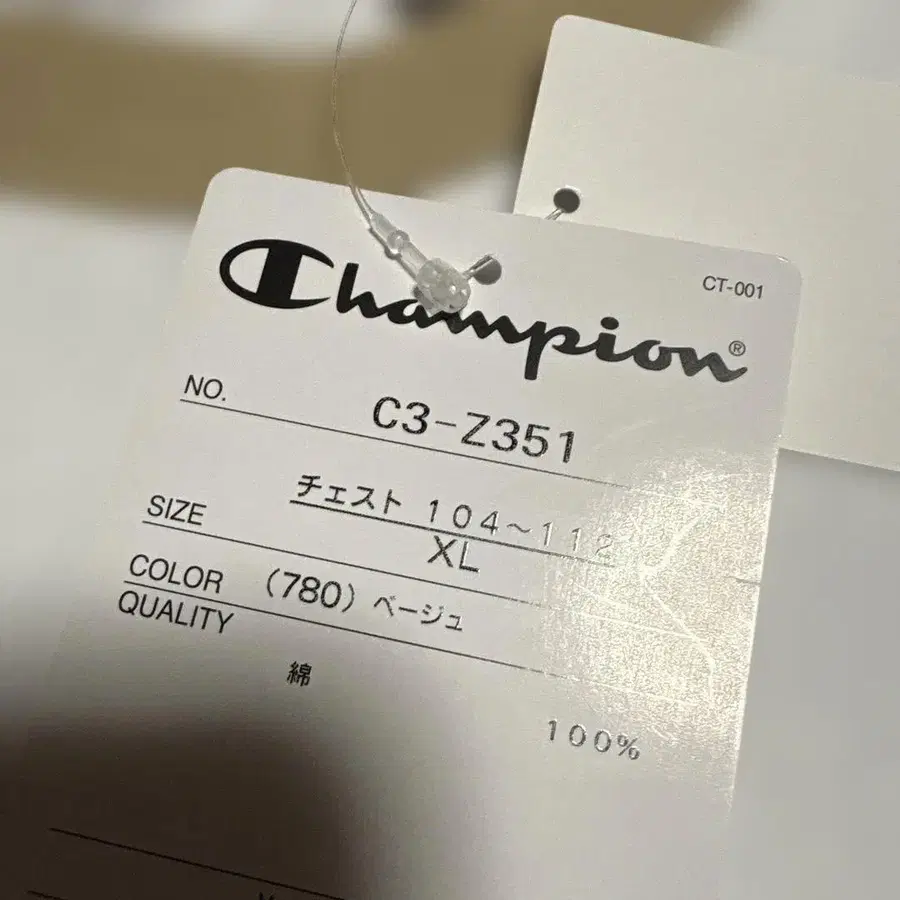 CT-001
Champion®
NO. C3-Z351
チェスト 104~112
SIZE XL
COLOR (780) ベージュ
QUALITY
綿 100%